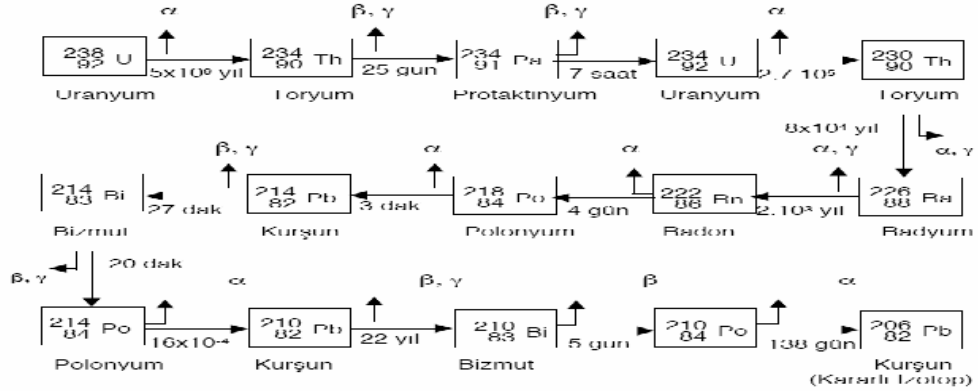 α β, γ β, γ α
238 92 U 234 90 Th 234 91 Pa 234 92 U 230 90 Th
5x10⁹ yıl 25 gün 7 saat 2.7 10⁵
Uranyum Toryum Protaktinyum Uranyum Toryum
8x10⁴ yıl
α, γ
β, γ α α α, γ
214 83 Bi 214 82 Pb 218 84 Po 222 86 Rn 226 88 Ra
27 dak 3 dak 4 gün 2.10³ yıl
Bizmut Kurşun Polonyum Radon Radyum
20 dak
β, γ α β, γ β α
214 84 Po 210 82 Pb 210 83 Bi 210 84 Po 206 82 Pb
16x10⁻⁴ 22 yıl 5 gün 138 gün
Polonyum Kurşun Bizmut Kurşun
(Kararlı İzotop)